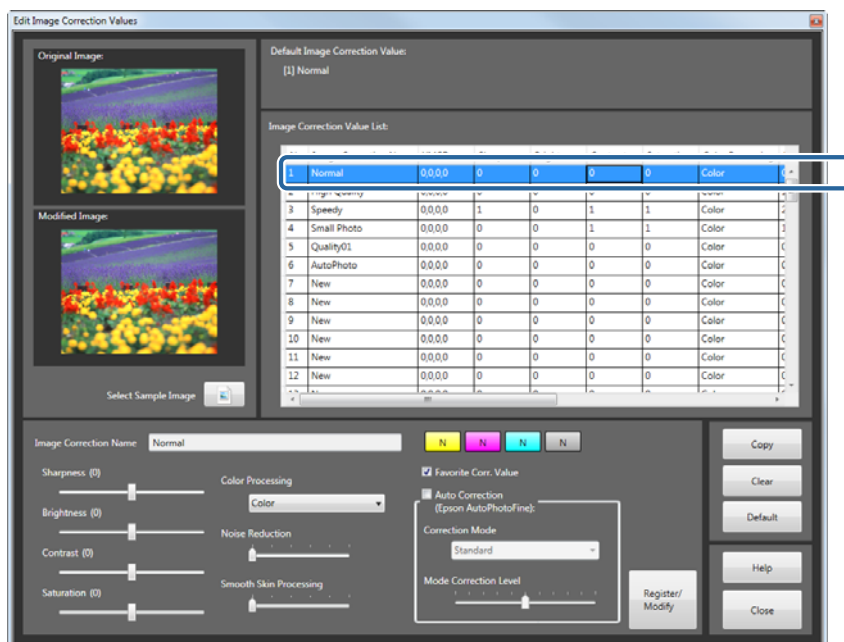 Edit Image Correction Values
Original Image:
Modified Image:
Select Sample Image
Default Image Correction Value:
[1] Normal
Image Correction Value List:
1 Normal 0,0,0,0 0 0 0 0 Color
2 High Quality
3 Speedy 0,0,0,0 1 0 1 1 Color 2
4 Small Photo 0,0,0,0 0 0 1 1 Color 1
5 Quality01 0,0,0,0 0 0 0 0 Color
6 AutoPhoto 0,0,0,0 0 0 0 0 Color
7 New 0,0,0,0 0 0 0 0 Color
8 New 0,0,0,0 0 0 0 0 Color
9 New 0,0,0,0 0 0 0 0 Color
10 New 0,0,0,0 0 0 0 0 Color
11 New 0,0,0,0 0 0 0 0 Color
12 New 0,0,0,0 0 0 0 0 Color
Image Correction Name Normal
N N N N
Sharpness (0)
Brightness (0)
Contrast (0)
Saturation (0)
Color Processing
Color
Noise Reduction
Smooth Skin Processing
Favorite Corr. Value
Auto Correction
(Epson AutoPhotoFine):
Correction Mode
Standard
Mode Correction Level
Register/
Modify
Copy
Clear
Default
Help
Close